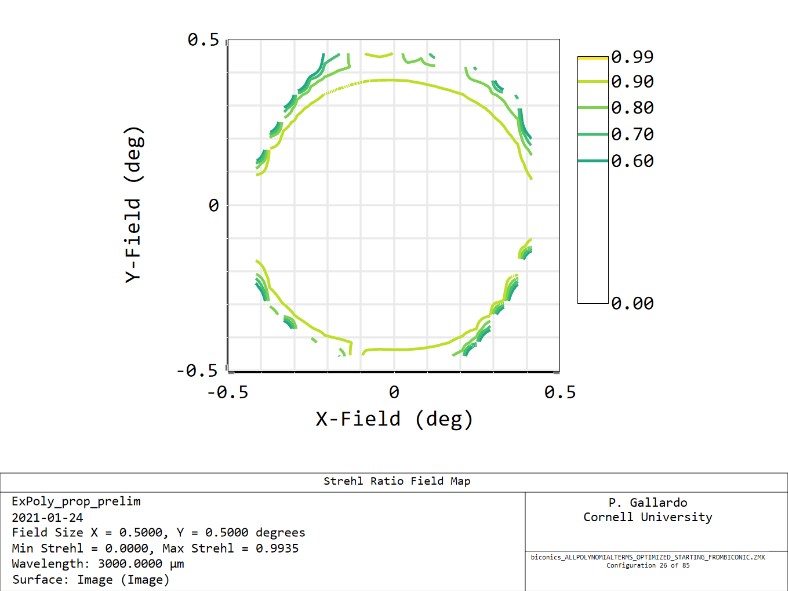 0.5
0
-0.5
Y-Field (deg)
-0.5
0
0.5
X-Field (deg)
0.99
0.90
0.80
0.70
0.60
0.00
Strehl Ratio Field Map
ExPoly_prop_prelim
2021-01-24
Field Size X = 0.5000, Y = 0.5000 degrees
Min Strehl = 0.0000, Max Strehl = 0.9935
Wavelength: 3000.0000 µm
Surface: Image (Image)
P. Gallardo
Cornell University
biconics_ALLPOLYNOMIALTERMS_OPTIMIZED_STARTING_FROMBICONIC.ZMX
Configuration 26 of 85